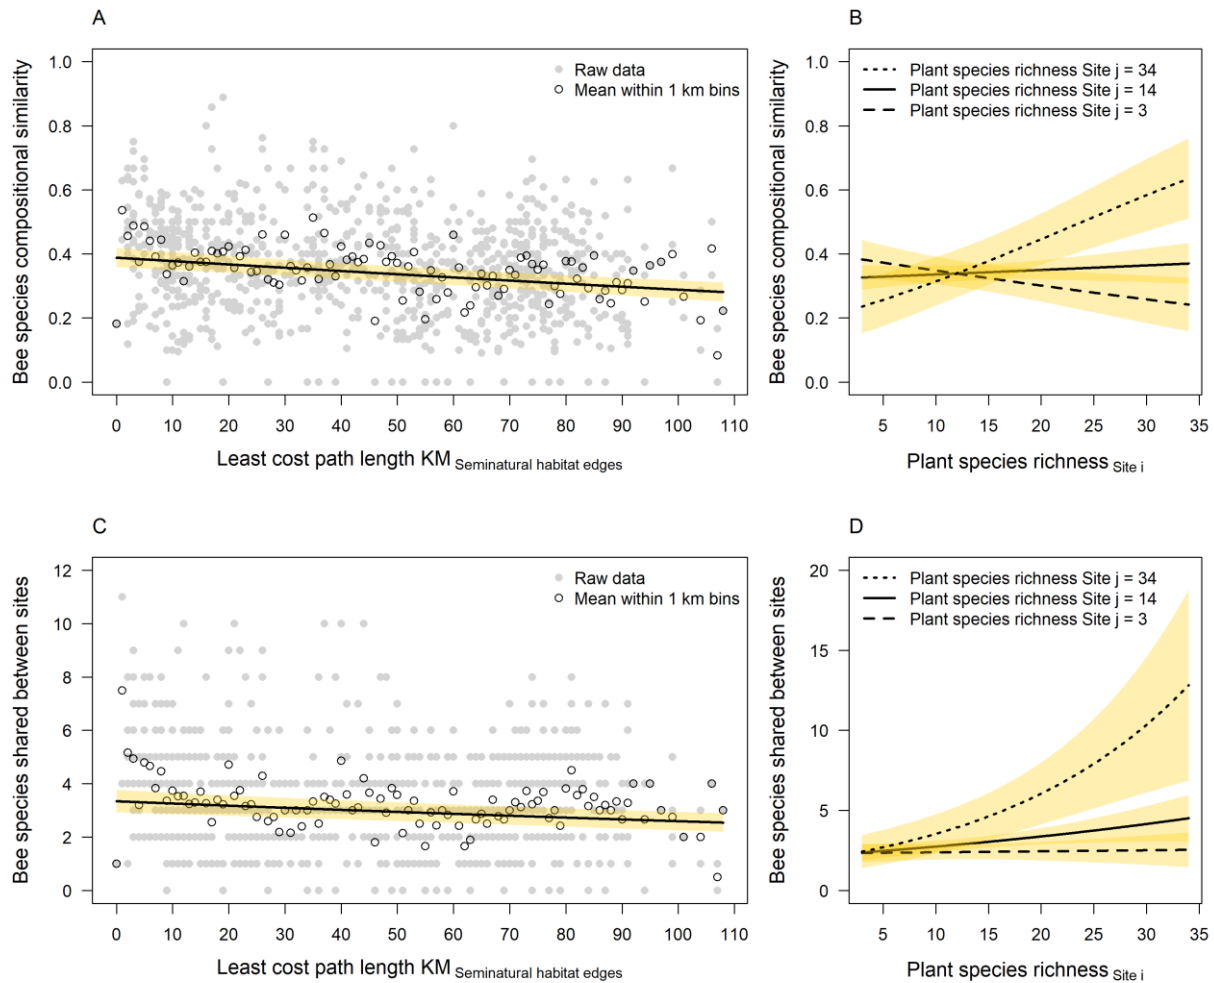 A
Bee species compositional similarity
1.0
0.8
0.6
0.4
0.2
0.0
Raw data
Mean within 1 km bins
0 10 20 30 40 50 60 70 80 90 100 110
Least cost path length KM Seminatural habitat edges
B
Bee species compositional similarity
1.0
0.8
0.6
0.4
0.2
0.0
Plant species richness Site j = 34
Plant species richness Site j = 14
Plant species richness Site j = 3
5 10 15 20 25 30 35
Plant species richness Site i
C
Bee species shared between sites
12
10
8
6
4
2
0
Raw data
Mean within 1 km bins
0 10 20 30 40 50 60 70 80 90 100 110
Least cost path length KM Seminatural habitat edges
D
Bee species shared between sites
20
15
10
5
0
Plant species richness Site j = 34
Plant species richness Site j = 14
Plant species richness Site j = 3
5 10 15 20 25 30 35
Plant species richness Site i